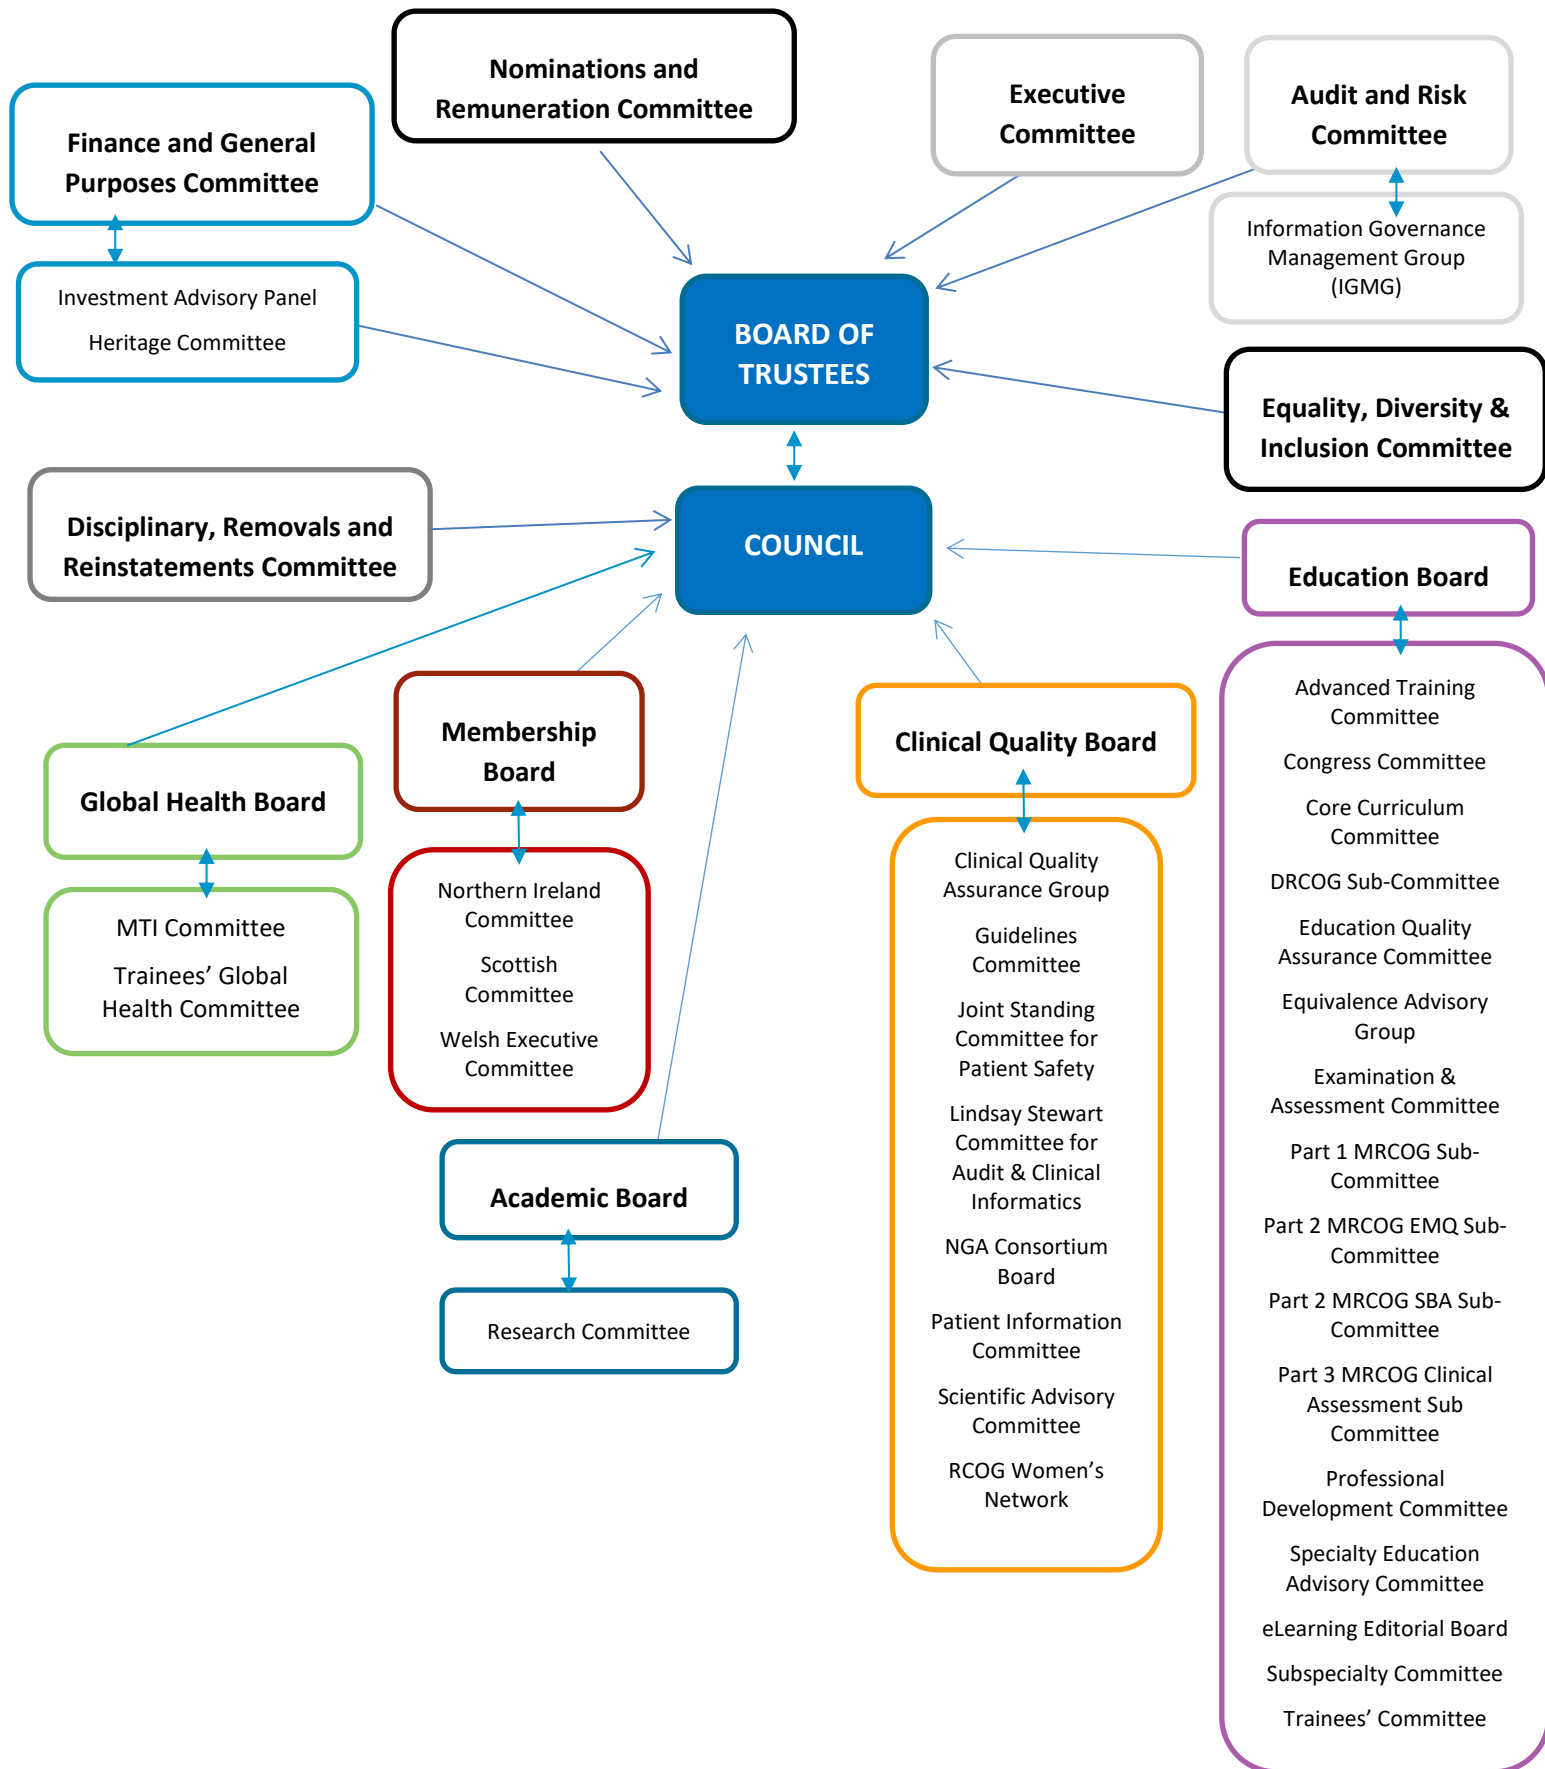 Nominations and
Remuneration Committee
Executive
Committee
Audit and Risk
Committee
Finance and General
Purposes Committee
Information Governance
Management Group
(IGMG)
Investment Advisory Panel
Heritage Committee
BOARD OF
TRUSTEES
Equality, Diversity &
Inclusion Committee
Disciplinary, Removals and
Reinstatements Committee
COUNCIL
Education Board
Membership
Board
Clinical Quality Board
Global Health Board
MTI Committee
Trainees’ Global
Health Committee
Northern Ireland
Committee
Scottish
Committee
Welsh Executive
Committee
Academic Board
Research Committee
Clinical Quality
Assurance Group
Guidelines
Committee
Joint Standing
Committee for
Patient Safety
Lindsay Stewart
Committee for
Audit & Clinical
Informatics
NGA Consortium
Board
Patient Information
Committee
Scientific Advisory
Committee
RCOG Women’s
Network
Advanced Training
Committee
Congress Committee
Core Curriculum
Committee
DRCOG Sub-Committee
Education Quality
Assurance Committee
Equivalence Advisory
Group
Examination &
Assessment Committee
Part 1 MRCOG Sub-
Committee
Part 2 MRCOG EMQ Sub-
Committee
Part 2 MRCOG SBA Sub-
Committee
Part 3 MRCOG Clinical
Assessment Sub
Committee
Professional
Development Committee
Specialty Education
Advisory Committee
eLearning Editorial Board
Subspecialty Committee
Trainees’ Committee